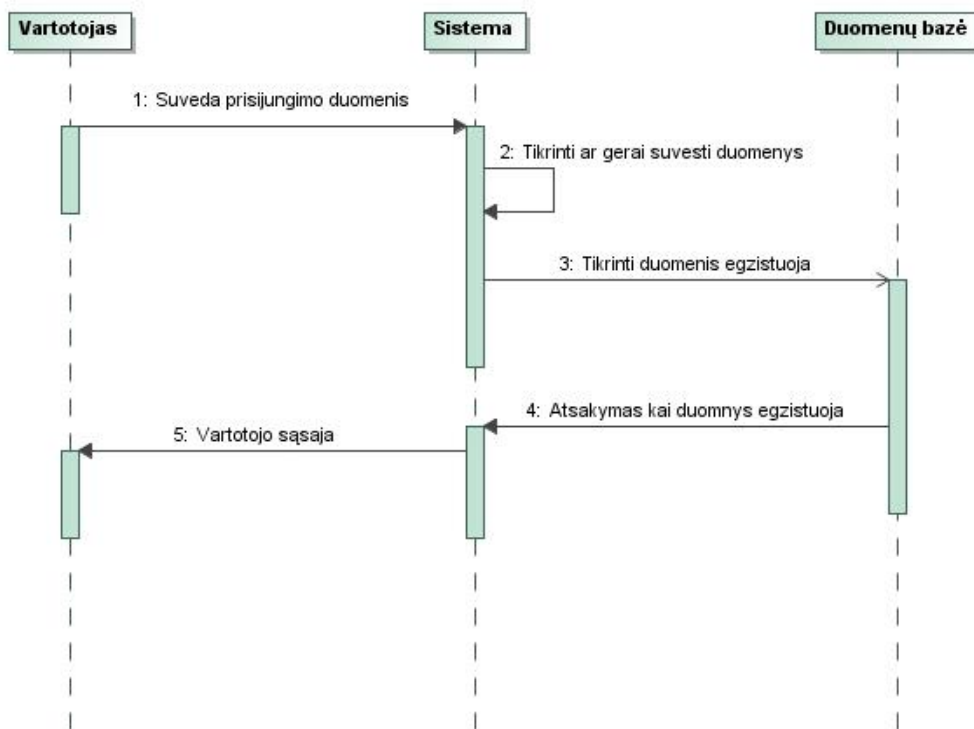 Vartotojas
Sistema
Duomenų bazė
1: Suveda prisijungimo duomenis
2: Tikrinti ar gerai suvesti duomenys
3: Tikrinti duomenis egzistuoja
4: Atsakymas kai duomnys egzistuoja
5: Vartotojo sąsaja